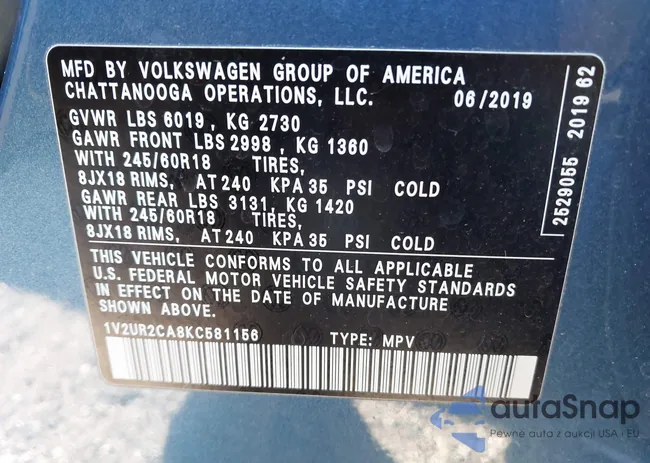 MFD BY VOLKSWAGEN GROUP OF AMERICA
CHATTANOOGA OPERATIONS, LLC. 06/2019
GVWR LBS 6019 , KG 2730
GAWR FRONT LBS 2998 , KG 1360
WITH 245/60R18 TIRES,
8JX18 RIMS, AT 240 KPA 35 PSI COLD
GAWR REAR LBS 3131, KG 1420
WITH 245/60R18 TIRES,
8JX18 RIMS, AT 240 KPA 35 PSI COLD
THIS VEHICLE CONFORMS TO ALL APPLICABLE
U.S. FEDERAL MOTOR VEHICLE SAFETY STANDARDS
IN EFFECT ON THE DATE OF MANUFACTURE
SHOWN ABOVE.
1V2UR2CA8KC581156 TYPE: MPV
2529055 2019 62
autaSnap
Pewne auta z aukcji USA i EU